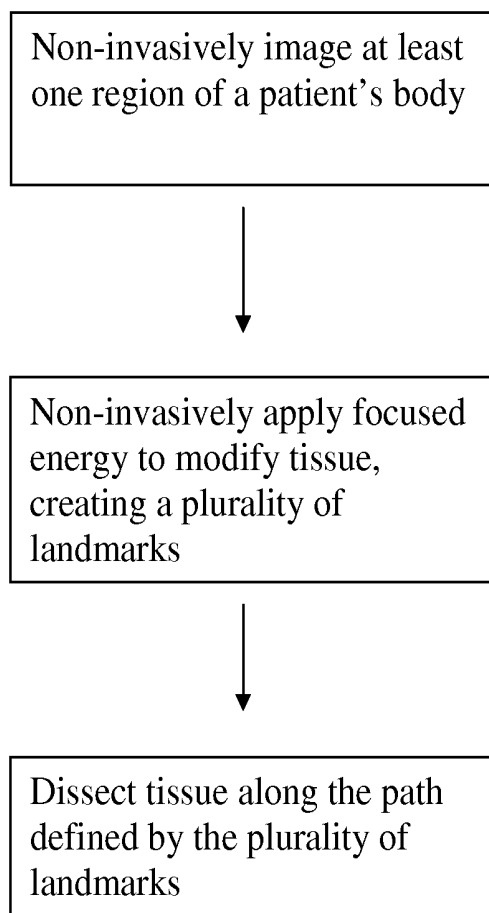 Non-invasively image at least
one region of a patient’s body
Non-invasively apply focused
energy to modify tissue,
creating a plurality of
landmarks
Dissect tissue along the path
defined by the plurality of
landmarks